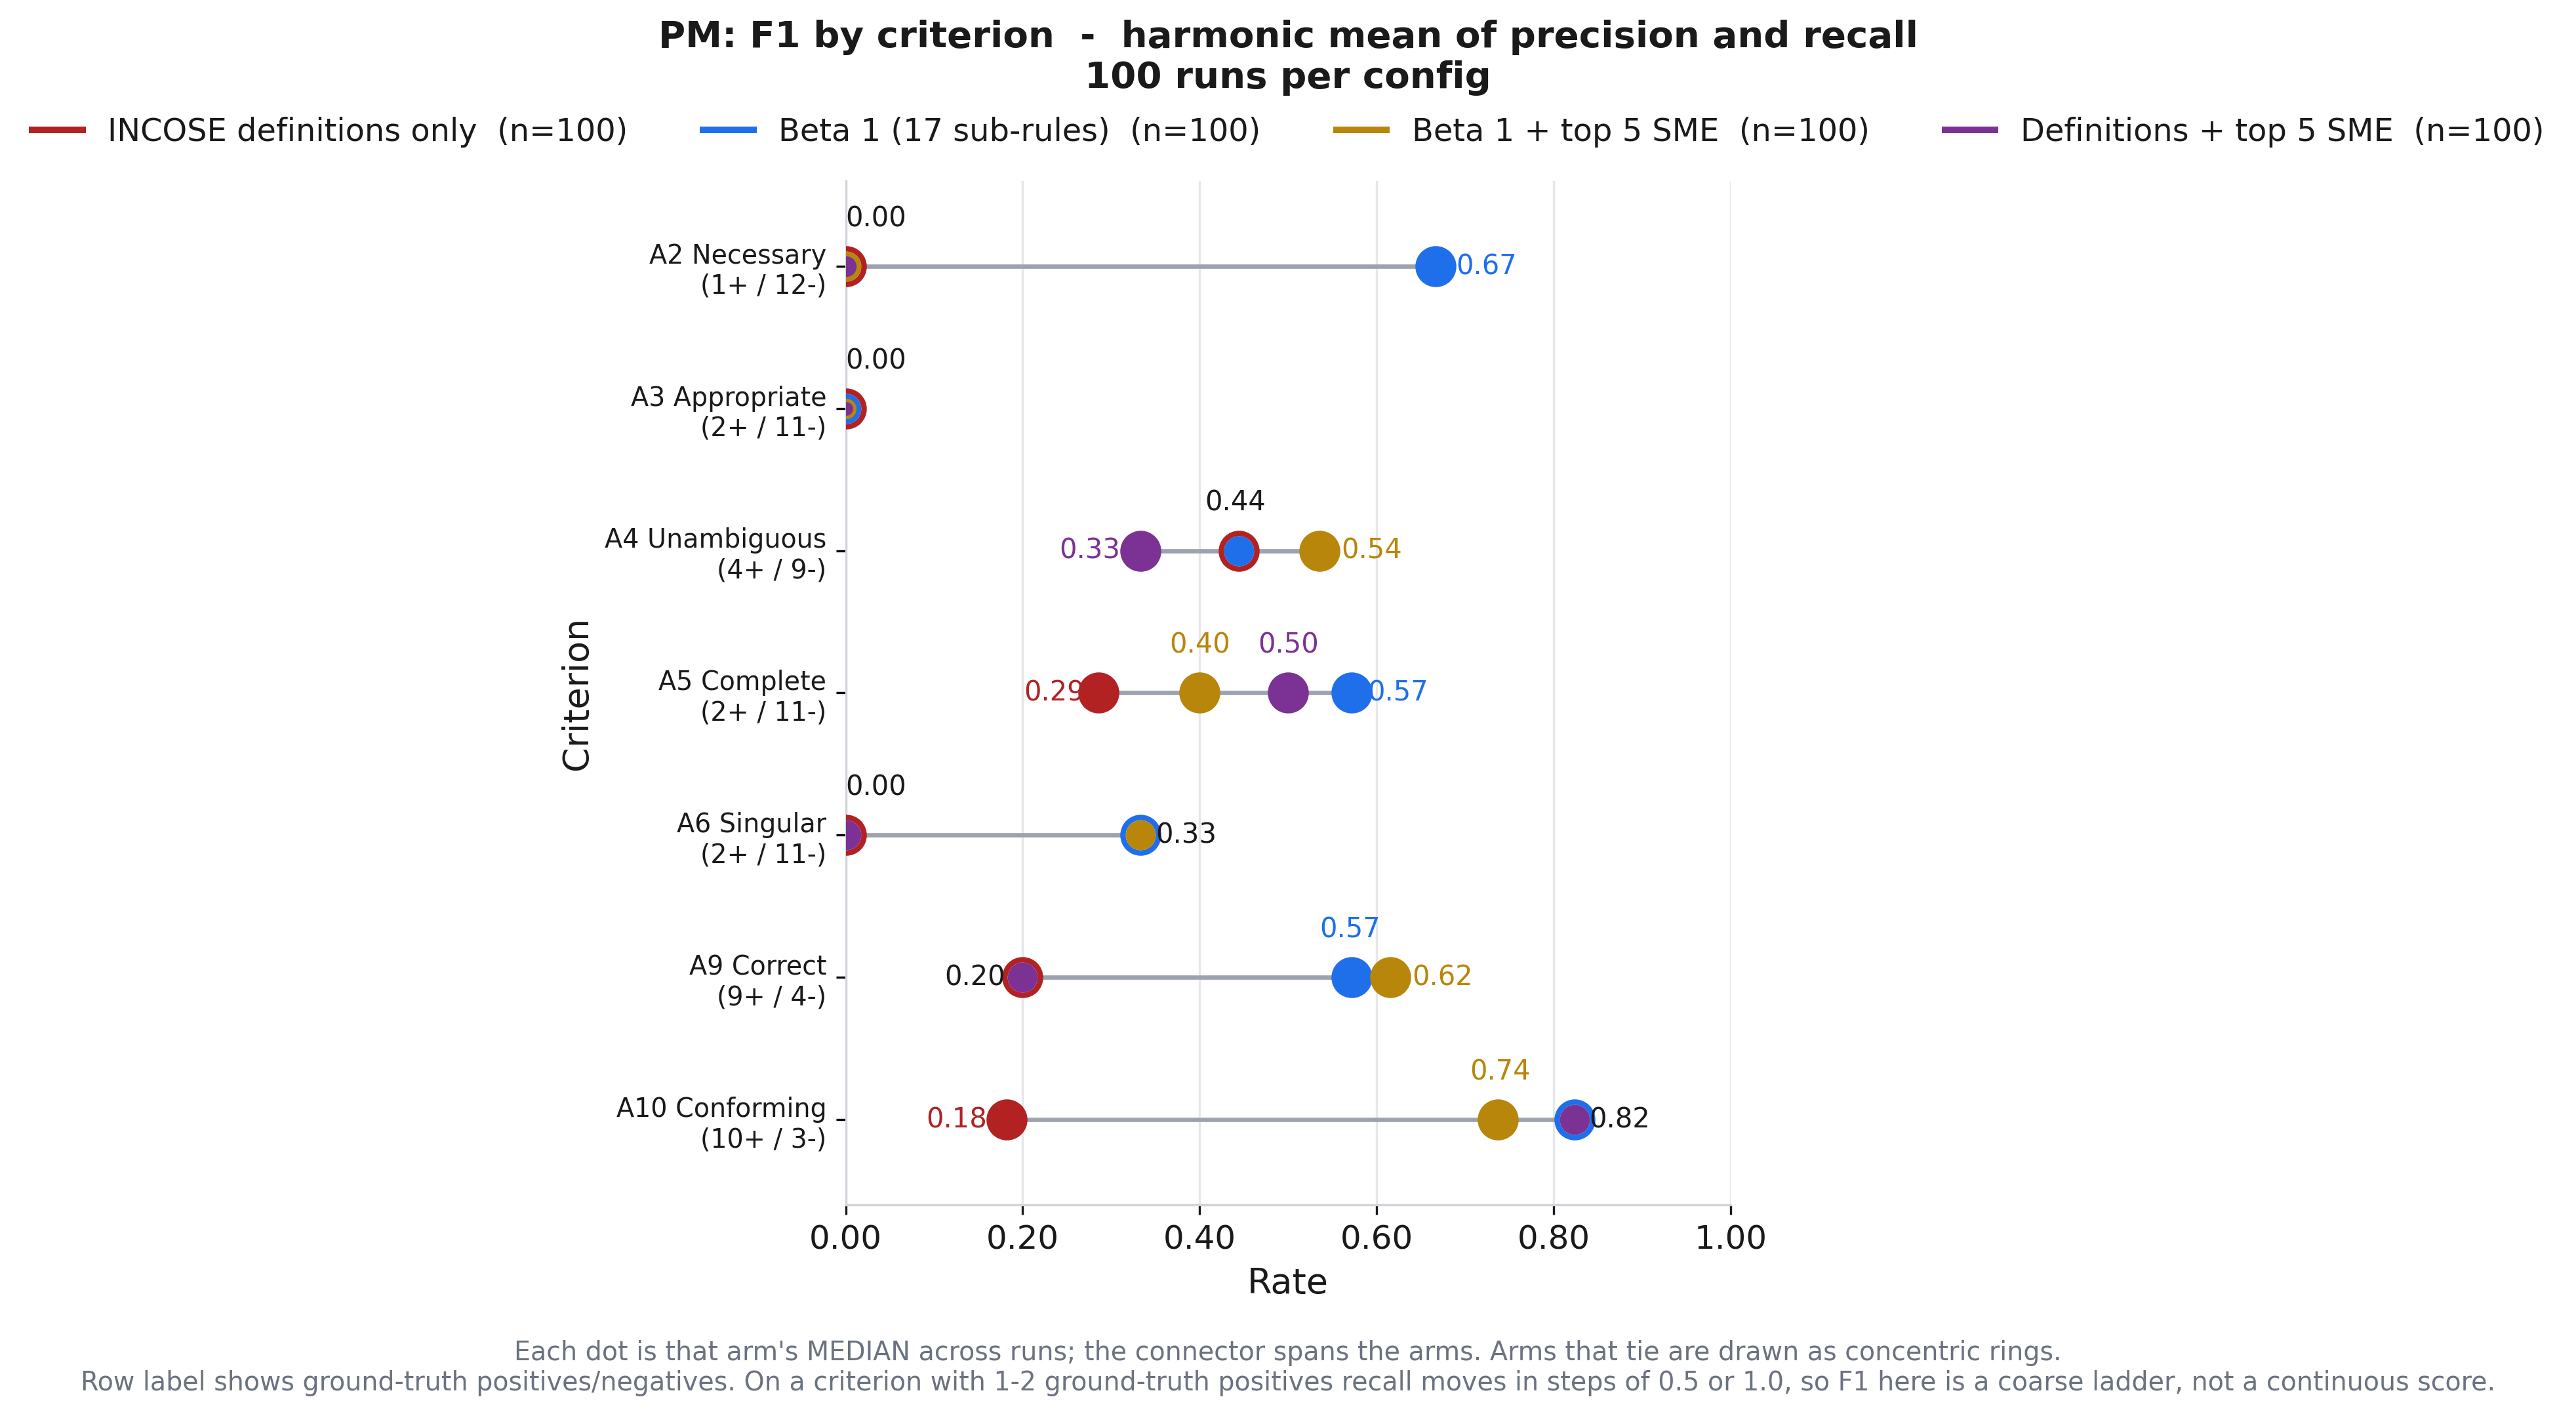 PM: F1 by criterion - harmonic mean of precision and recall
100 runs per config
INCOSE definitions only (n=100)
Beta 1 (17 sub-rules) (n=100)
Beta 1 + top 5 SME (n=100)
Definitions + top 5 SME (n=100)
0.00
A2 Necessary
(1+ / 12-)
0.67
0.00
A3 Appropriate
(2+ / 11-)
0.44
A4 Unambiguous
(4+ / 9-)
0.33
0.54
0.40
0.50
A5 Complete
(2+ / 11-)
0.29
0.57
Criterion
0.00
A6 Singular
(2+ / 11-)
0.33
0.57
A9 Correct
(9+ / 4-)
0.20
0.62
0.74
A10 Conforming
(10+ / 3-)
0.18
0.82
0.00
0.20
0.40
0.60
0.80
1.00
Rate
Each dot is that arm's MEDIAN across runs; the connector spans the arms. Arms that tie are drawn as concentric rings.
Row label shows ground-truth positives/negatives. On a criterion with 1-2 ground-truth positives recall moves in steps of 0.5 or 1.0, so F1 here is a coarse ladder, not a continuous score.